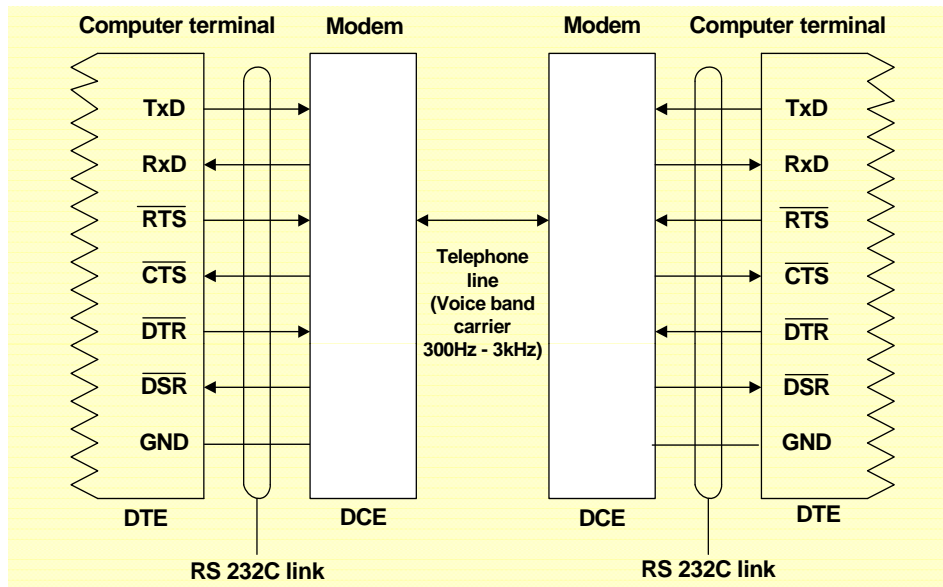 Computer terminal
Modem
Modem
Computer terminal
TxD
RxD
RTS
CTS
DTR
DSR
GND
Telephone
line
(Voice band
carrier
300Hz - 3kHz)
TxD
RxD
RTS
CTS
DTR
DSR
GND
DTE
DCE
DCE
DTE
RS 232C link
RS 232C link